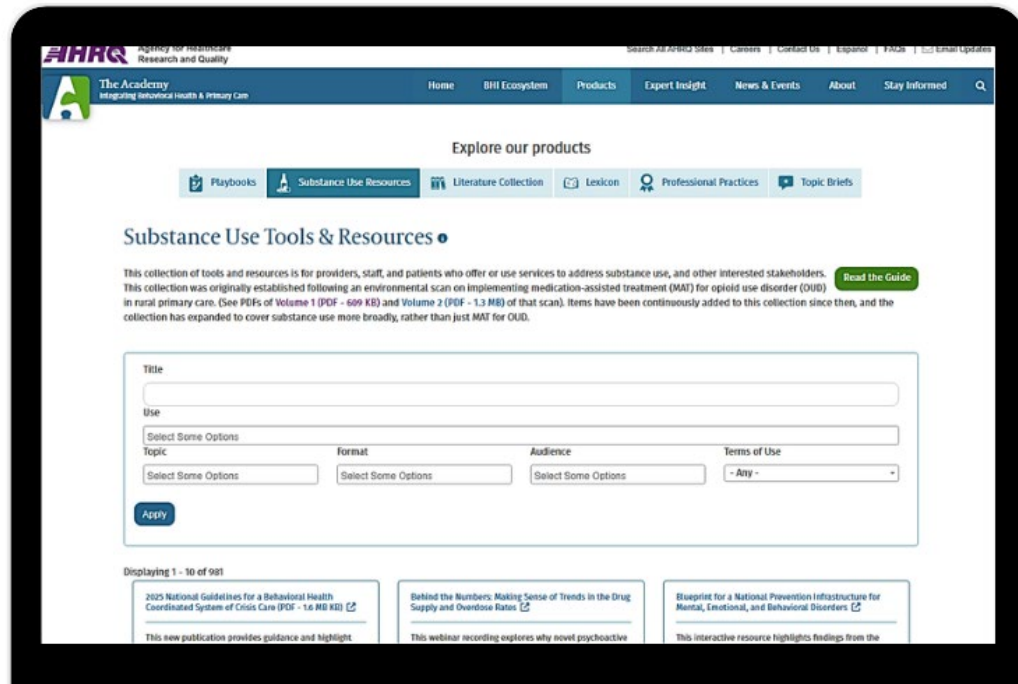 AHRQ Agency for Healthcare
Research and Quality
Search All AHRQ Sites | Careers | Contact Us | Español | FAQs | Email Updates
The Academy
Integrating Behavioral Health & Primary Care
Home BHI Ecosystem Products Expert Insight News & Events About Stay Informed
Explore our products
Playbooks Substance Use Resources Literature Collection Lexicon Professional Practices Topic Briefs
Substance Use Tools & Resources
This collection of tools and resources is for providers, staff, and patients who offer or use services to address substance use, and other interested stakeholders.
Read the Guide
This collection was originally established following an environmental scan on implementing medication-assisted treatment (MAT) for opioid use disorder (OUD)
in rural primary care. (See PDFs of Volume 1 (PDF - 609 KB) and Volume 2 (PDF - 1.3 MB) of that scan). Items have been continuously added to this collection since then, and the
collection has expanded to cover substance use more broadly, rather than just MAT for OUD.
Title
Use
Select Some Options
Topic Format Audience Terms of Use
Select Some Options Select Some Options Select Some Options - Any -
Apply
Displaying 1 - 10 of 981
2025 National Guidelines for a Behavioral Health
Coordinated System of Crisis Care (PDF - 1.6 MB KB)
This new publication provides guidance and highlight
Behind the Numbers: Making Sense of Trends in the Drug
Supply and Overdose Rates
This webinar recording explores why novel psychoactive
Blueprint for a National Prevention Infrastructure for
Mental, Emotional, and Behavioral Disorders
This interactive resource highlights findings from the